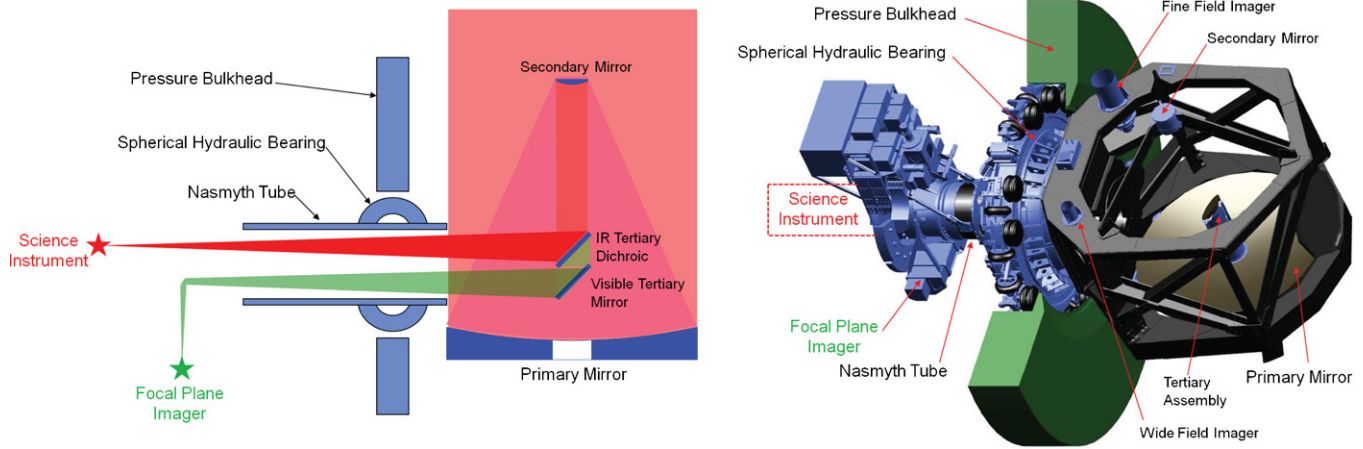 Secondary Mirror
Pressure Bulkhead
Spherical Hydraulic Bearing
Nasmyth Tube
Science
Instrument
IR Tertiary
Dichroic
Visible Tertiary
Mirror
Focal Plane
Imager
Primary Mirror
Pressure Bulkhead
Fine Field Imager
Secondary Mirror
Spherical Hydraulic Bearing
Science
Instrument
Focal Plane
Imager
Nasmyth Tube
Tertiary
Assembly
Primary Mirror
Wide Field Imager